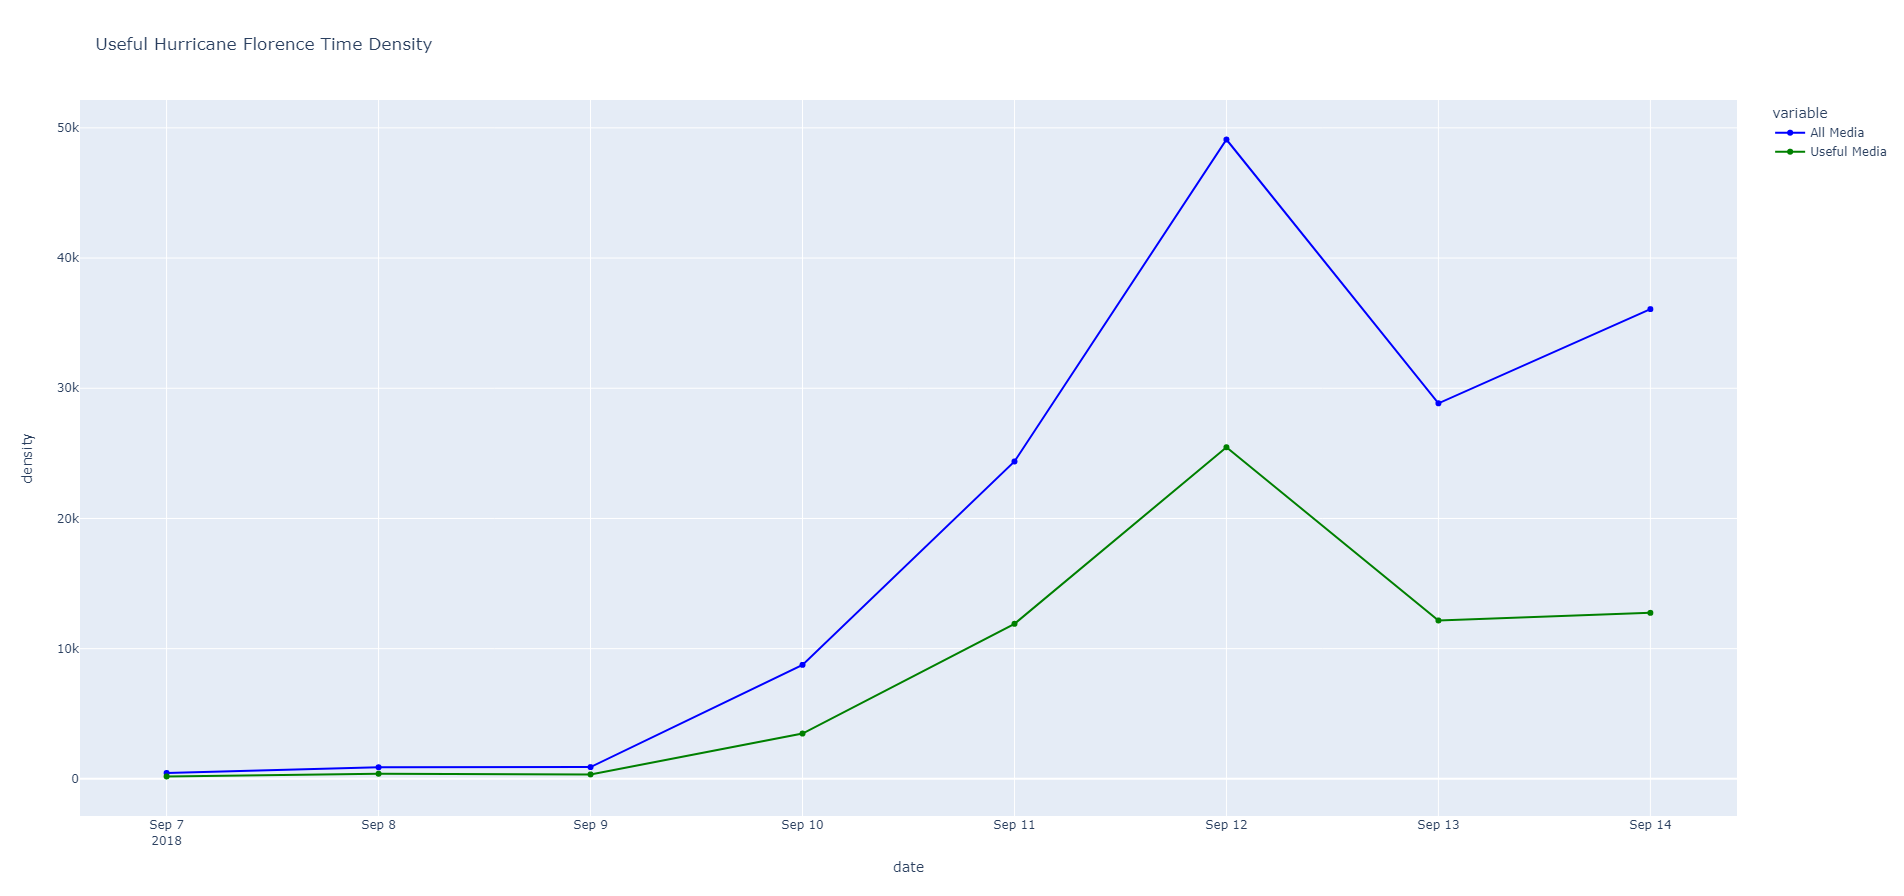 Useful Hurricane Florence Time Density
variable
All Media
Useful Media
density
50k
40k
30k
20k
10k
0
Sep 7
2018
Sep 8
Sep 9
Sep 10
Sep 11
Sep 12
Sep 13
Sep 14
date